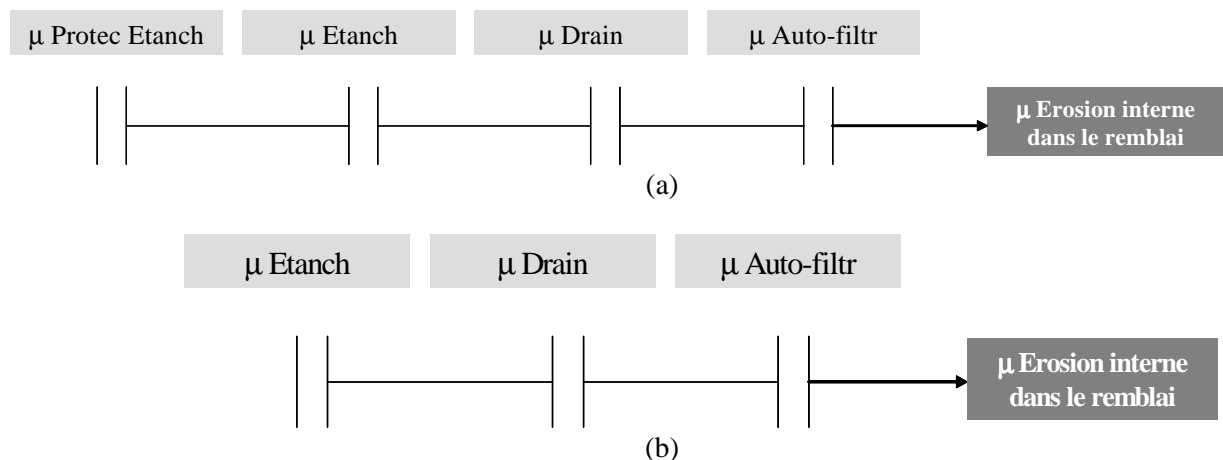 μ Protec Etanch μ Etanch μ Drain μ Auto-filtr
μ Erosion interne
dans le remblai
(a)
μ Etanch μ Drain μ Auto-filtr
μ Erosion interne
dans le remblai
(b)